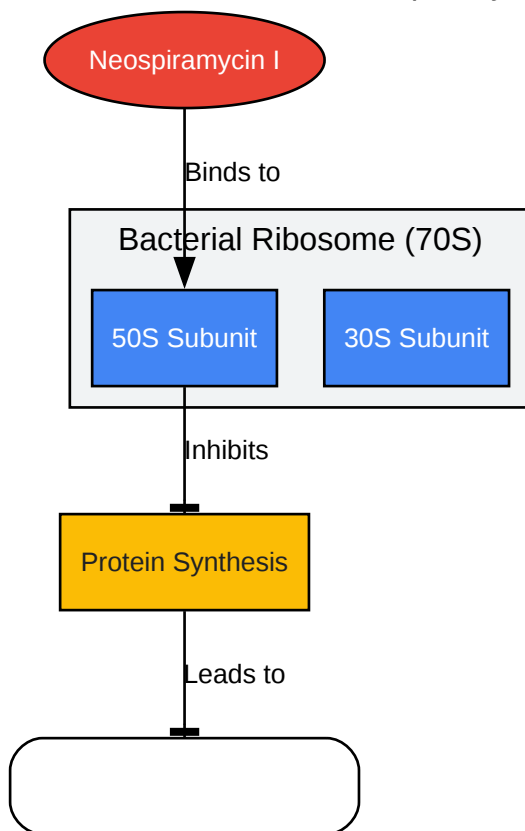 Neospiramycin I
Binds to
Bacterial Ribosome (70S)
50S Subunit
30S Subunit
Inhibits
Protein Synthesis
Leads to